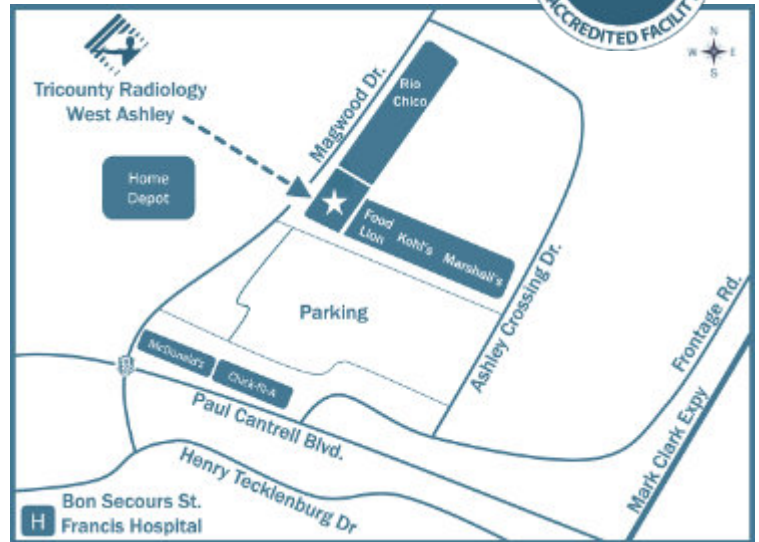 ACCREDITED FACILIT
N
W E
S
Tricounty Radiology
West Ashley
Magwood Dr.
Rio
Chico
Home
Depot
Food
Lion
Kohl's
Marshall's
Parking
Ashley Crossing Dr.
Frontage Rd.
McDonald's
Chick-fil-A
Paul Cantrell Blvd.
Mark Clark Expy
Henry Tecklenburg Dr
H
Bon Secours St.
Francis Hospital